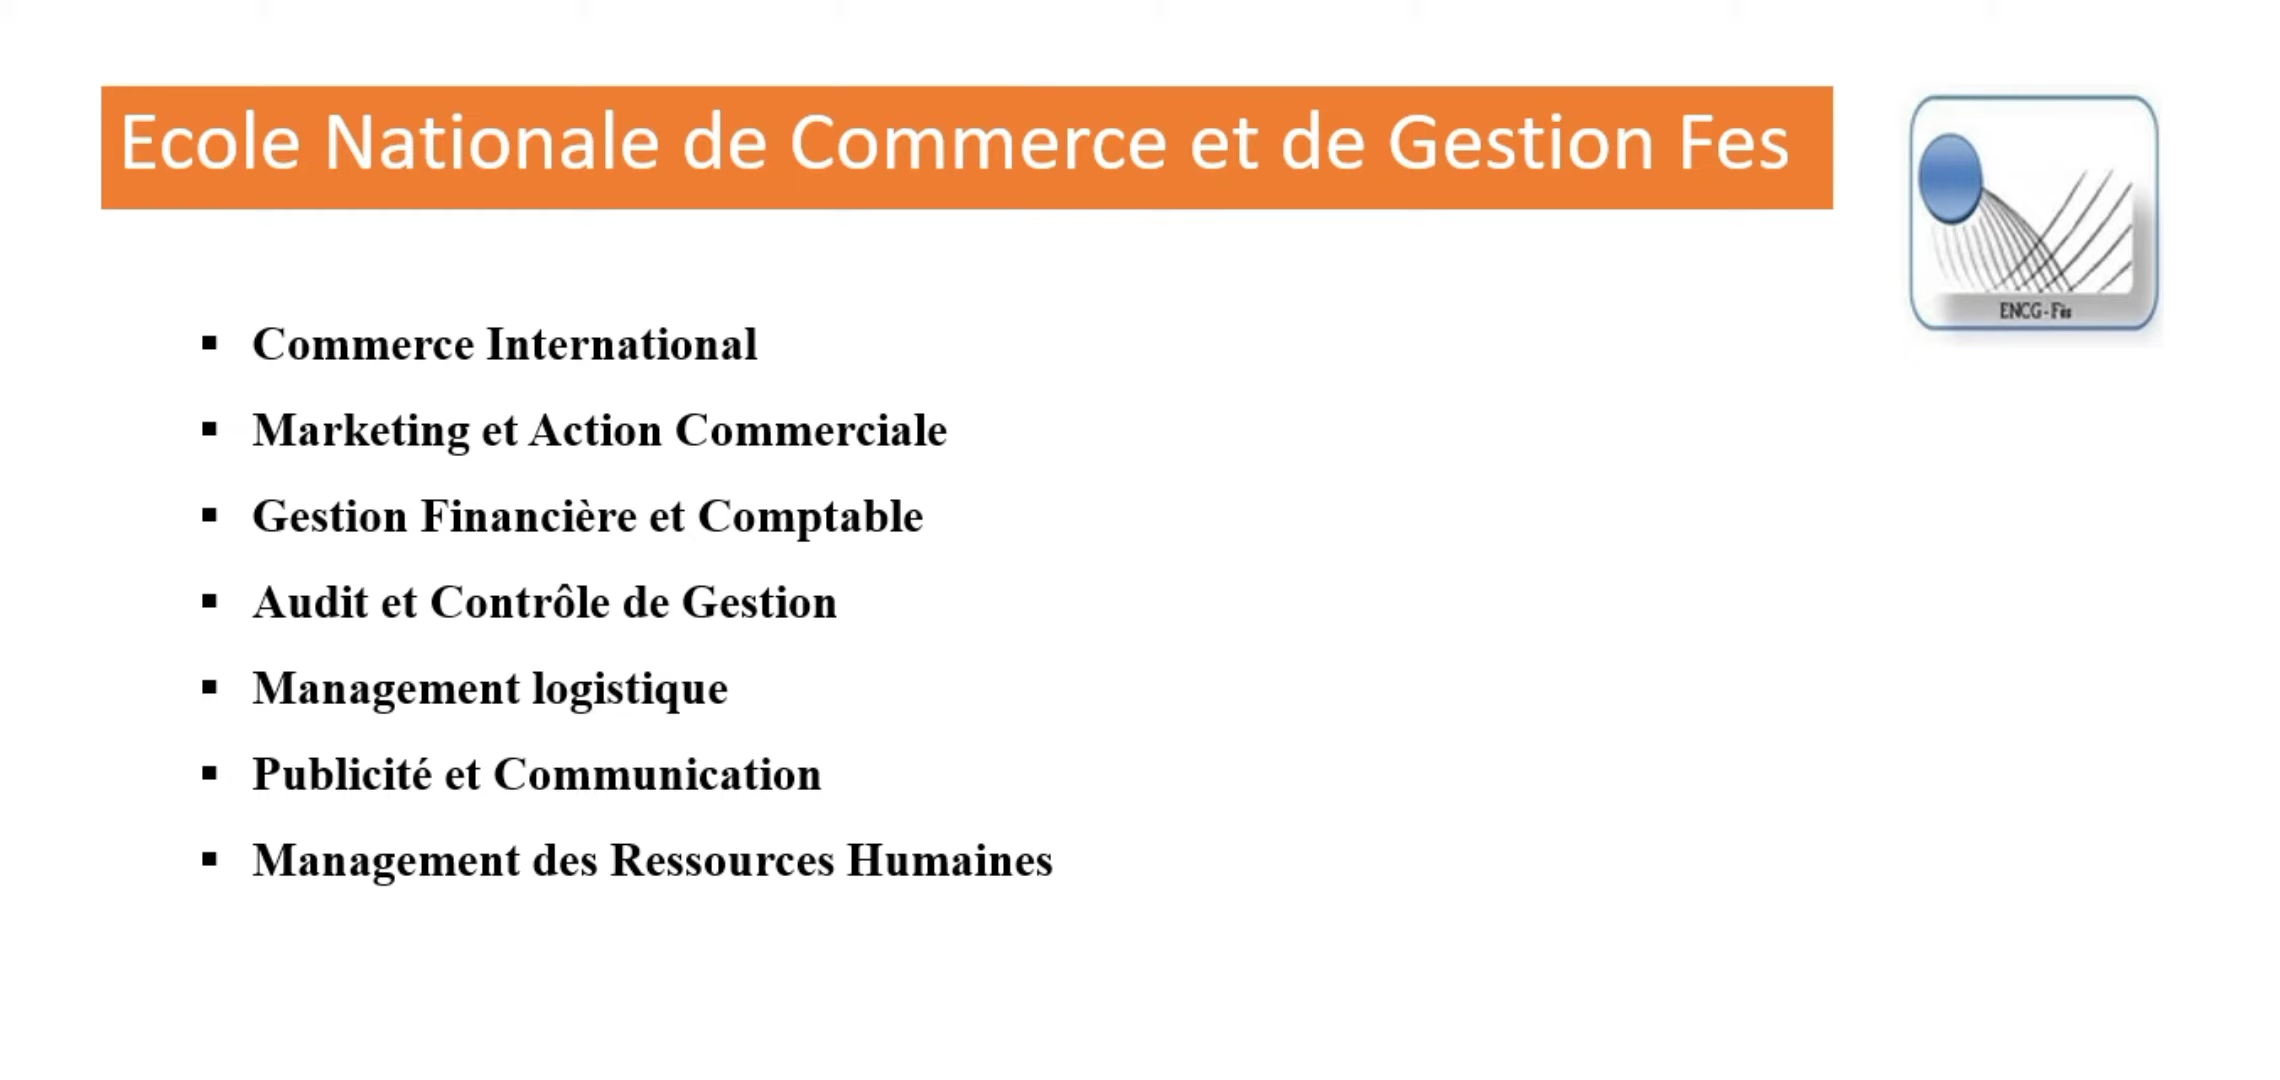 Ecole Nationale de Commerce et de Gestion Fes
ENCG-Fès
▪ Commerce International
▪ Marketing et Action Commerciale
▪ Gestion Financière et Comptable
▪ Audit et Contrôle de Gestion
▪ Management logistique
▪ Publicité et Communication
▪ Management des Ressources Humaines